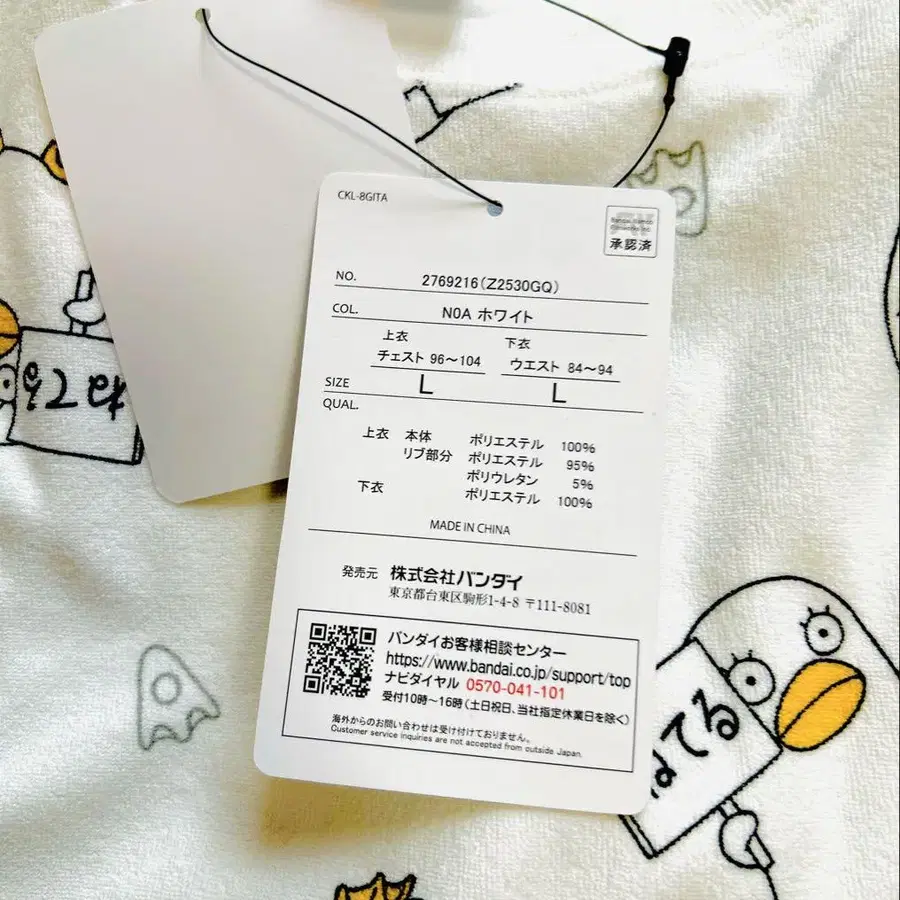 CKL-8GITA
承認済
NO. 2769216(Z2530GQ)
COL. N0A ホワイト
上衣 下衣
チェスト 96～104 ウエスト 84～94
SIZE L L
QUAL.
上衣 本体 ポリエステル 100%
リブ部分 ポリエステル 95%
ポリウレタン 5%
下衣 ポリエステル 100%
MADE IN CHINA
発売元 株式会社バンダイ
東京都台東区駒形1-4-8 〒111-8081
バンダイお客様相談センター
https://www.bandai.co.jp/support/top
ナビダイヤル 0570-041-101
受付10時～16時(土日祝日、当社指定休業日を除く)
海外からのお問い合わせは受け付けておりません。
Customer service inquiries are not accepted from outside Japan.
てる